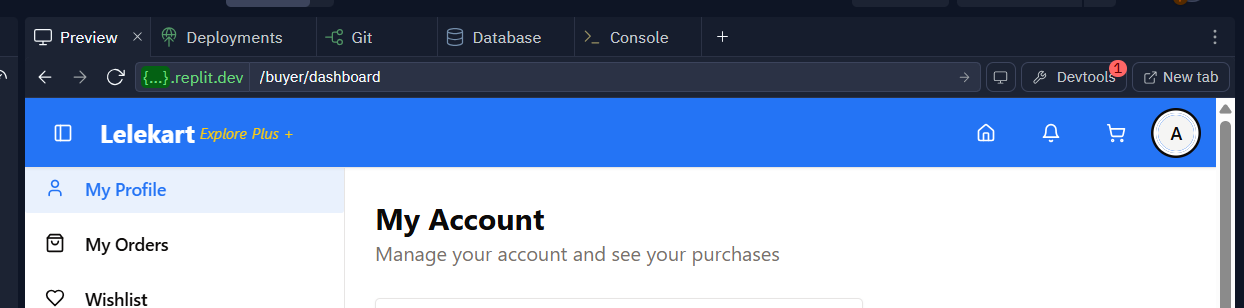 Preview × Deployments Git Database Console +
{...}.replit.dev /buyer/dashboard Devtools 1 New tab
Lelekart Explore Plus + A
My Profile
My Account
My Orders
Manage your account and see your purchases
Wishlist